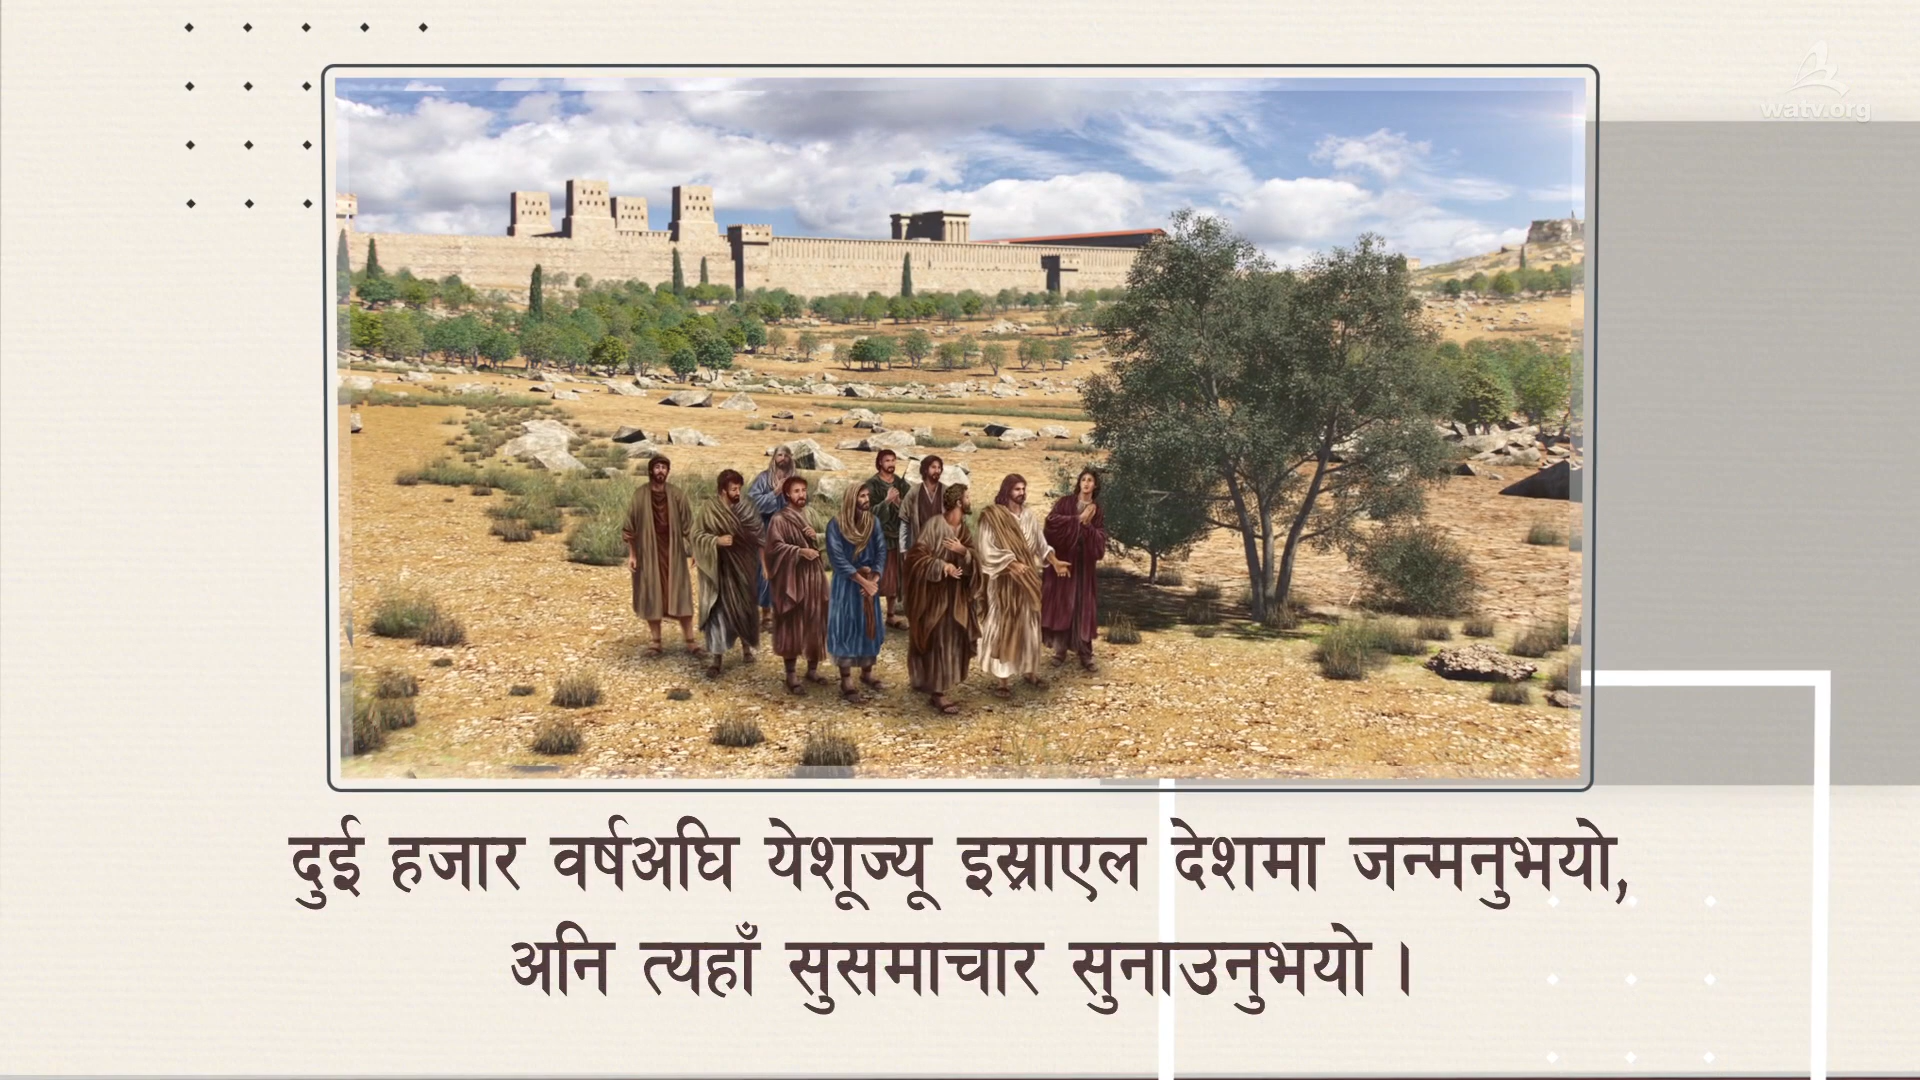 watv.org
दुई हजार वर्षअघि येशूज्यू इस्राएल देशमा जन्मनुभयो,
अनि त्यहाँ सुसमाचार सुनाउनुभयो ।